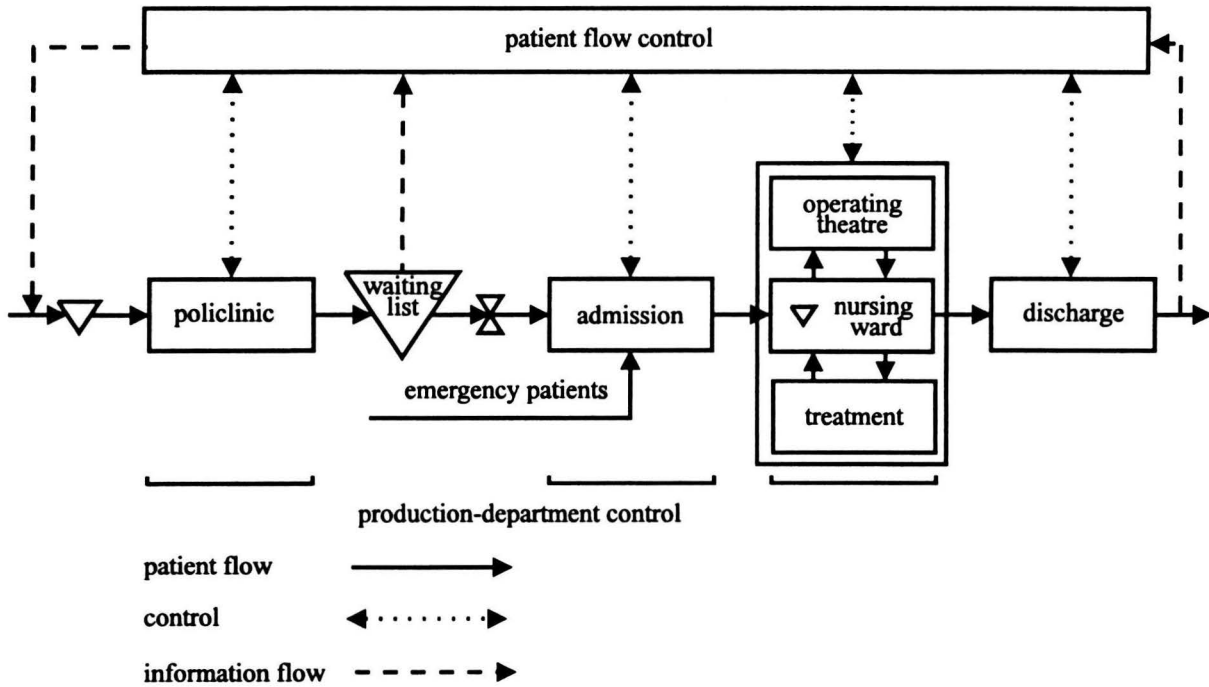 patient flow control
operating
theatre
policlinic
waiting
list
admission
nursing
ward
discharge
emergency patients
treatment
production-department control
patient flow
control
information flow